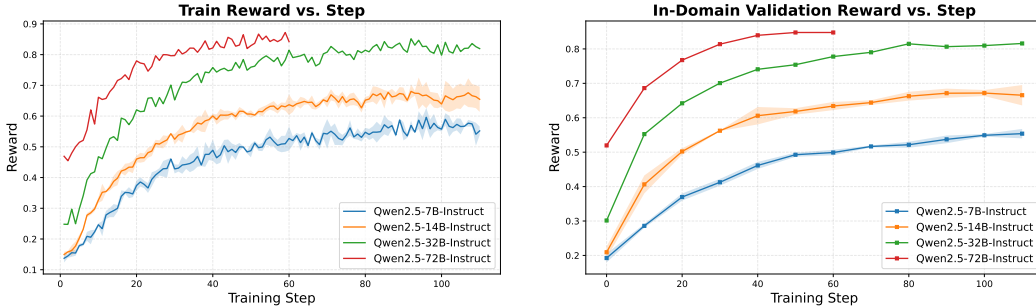 Train Reward vs. Step
Reward
0.9
0.8
0.7
0.6
0.5
0.4
0.3
0.2
0.1
0
20
40
60
80
100
Training Step
Qwen2.5-7B-Instruct
Qwen2.5-14B-Instruct
Qwen2.5-32B-Instruct
Qwen2.5-72B-Instruct
In-Domain Validation Reward vs. Step
Reward
0.8
0.7
0.6
0.5
0.4
0.3
0.2
0
20
40
60
80
100
Training Step
Qwen2.5-7B-Instruct
Qwen2.5-14B-Instruct
Qwen2.5-32B-Instruct
Qwen2.5-72B-Instruct